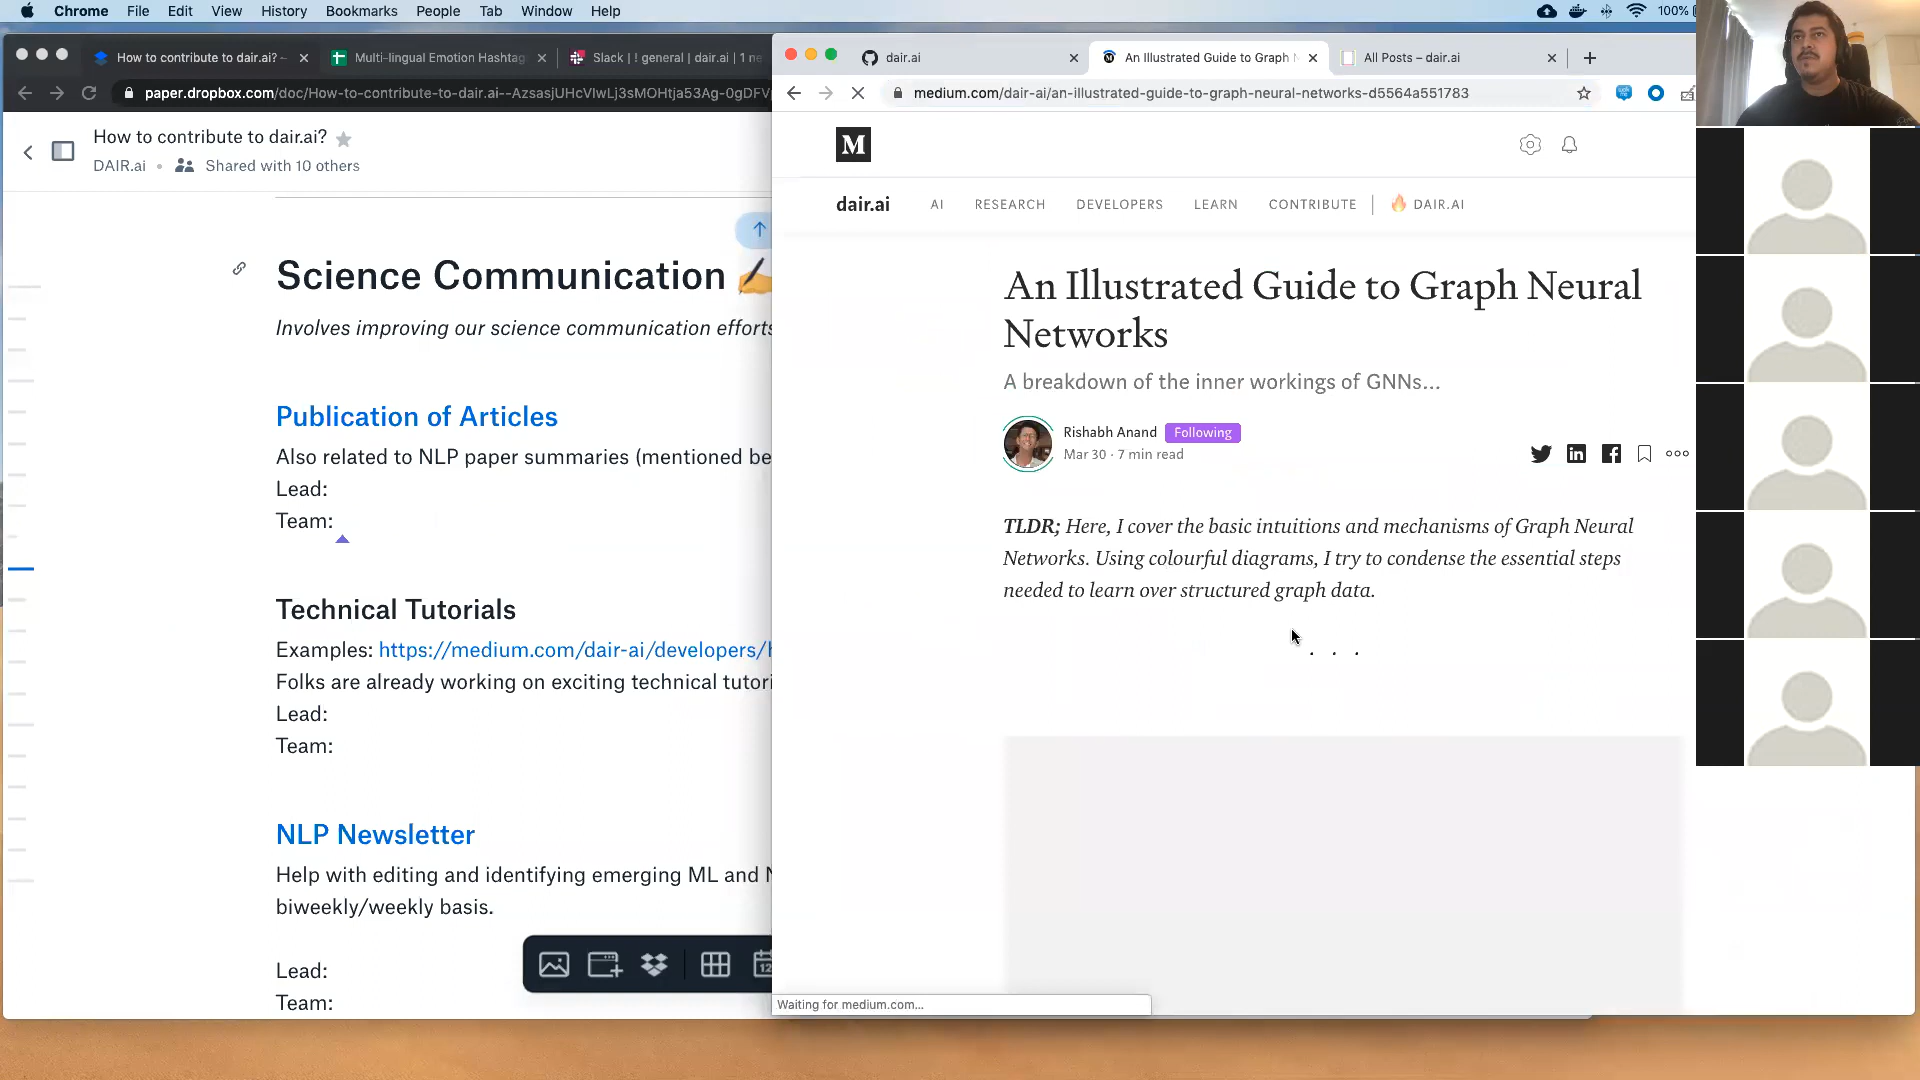 Chrome File Edit View History Bookmarks People Tab Window Help 100%
How to contribute to dair.ai? Multi-lingual Emotion Hashtag Slack | ! general | dair.ai | 1 ne
paper.dropbox.com/doc/How-to-contribute-to-dair.ai--AzsasjUHcVlwLj3sMOHtja53Ag-0gDFV
How to contribute to dair.ai?
DAIR.ai • Shared with 10 others
Science Communication
Involves improving our science communication efforts
Publication of Articles
Also related to NLP paper summaries (mentioned be
Lead:
Team:
Technical Tutorials
Examples: https://medium.com/dair-ai/developers/h
Folks are already working on exciting technical tutori
Lead:
Team:
NLP Newsletter
Help with editing and identifying emerging ML and N
biweekly/weekly basis.
Lead:
Team:
12
dair.ai An Illustrated Guide to Graph N All Posts – dair.ai
medium.com/dair-ai/an-illustrated-guide-to-graph-neural-networks-d5564a551783
M
dair.ai AI RESEARCH DEVELOPERS LEARN CONTRIBUTE | 🔥 DAIR.AI
An Illustrated Guide to Graph Neural
Networks
A breakdown of the inner workings of GNNs...
Rishabh Anand Following
Mar 30 · 7 min read
TLDR; Here, I cover the basic intuitions and mechanisms of Graph Neural
Networks. Using colourful diagrams, I try to condense the essential steps
needed to learn over structured graph data.
. . .
Waiting for medium.com...